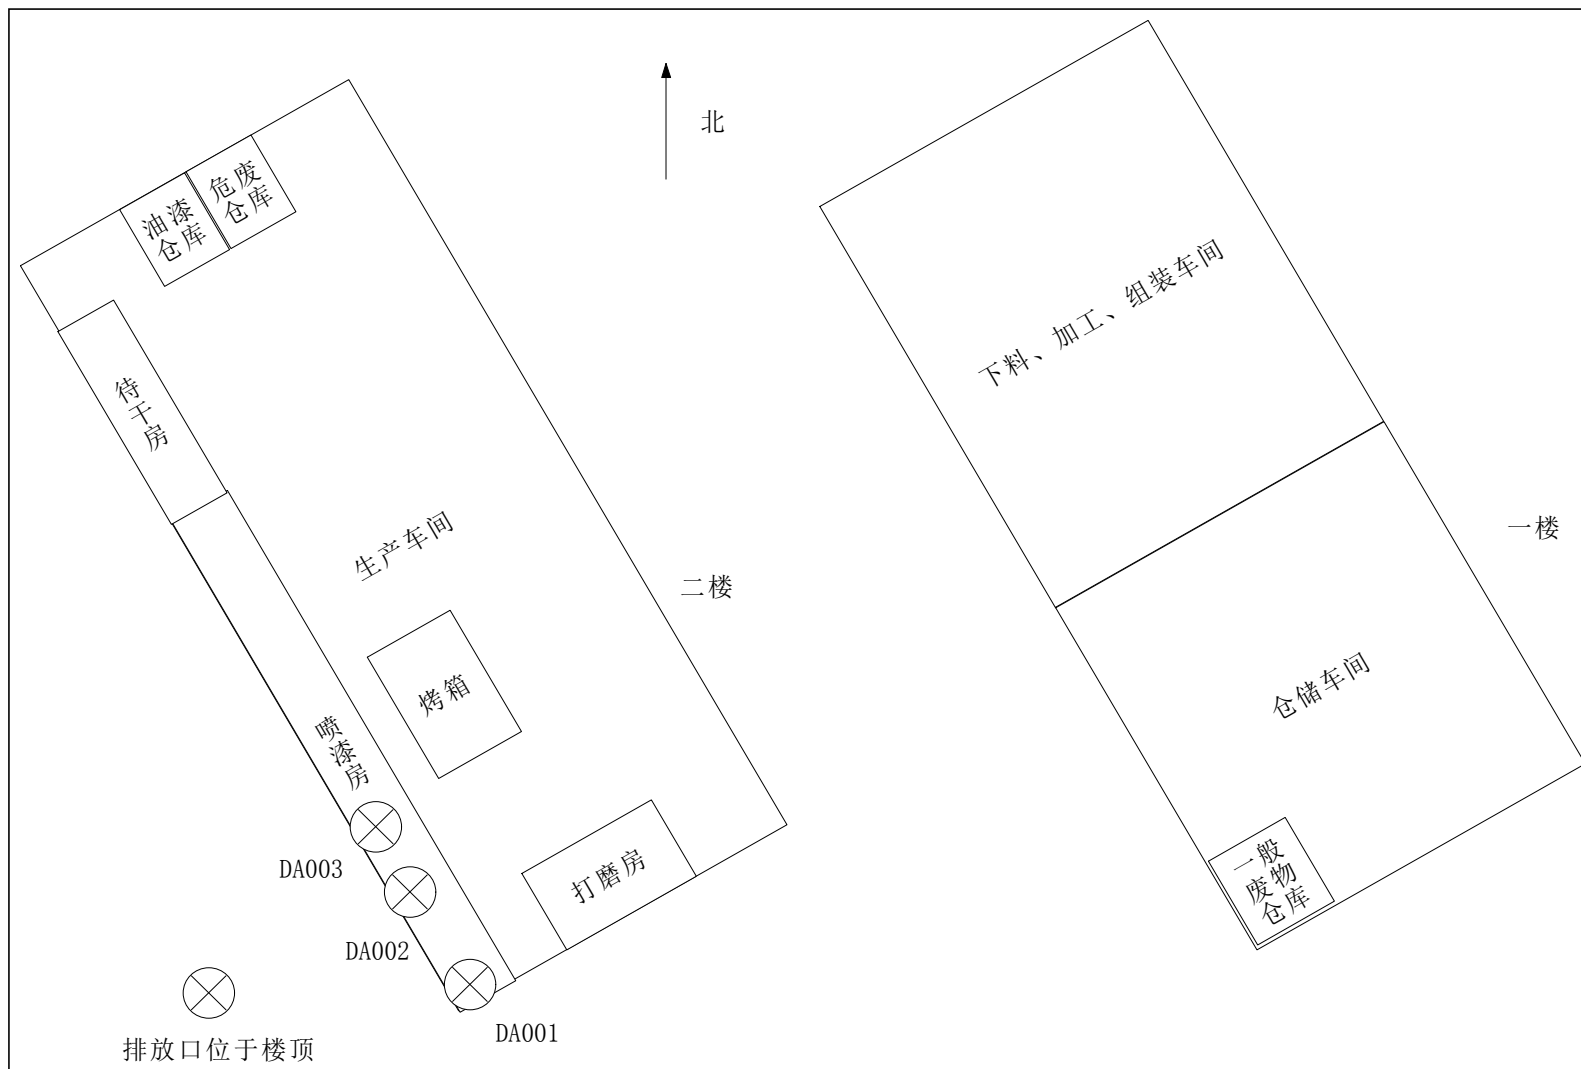 北
危废
仓库
油漆
仓库
下料、加工、组装车间
待干房
生产车间
一楼
二楼
烤箱
仓储车间
喷漆房
打磨房
一般
废物
仓库
DA003
DA002
DA001
排放口位于楼顶